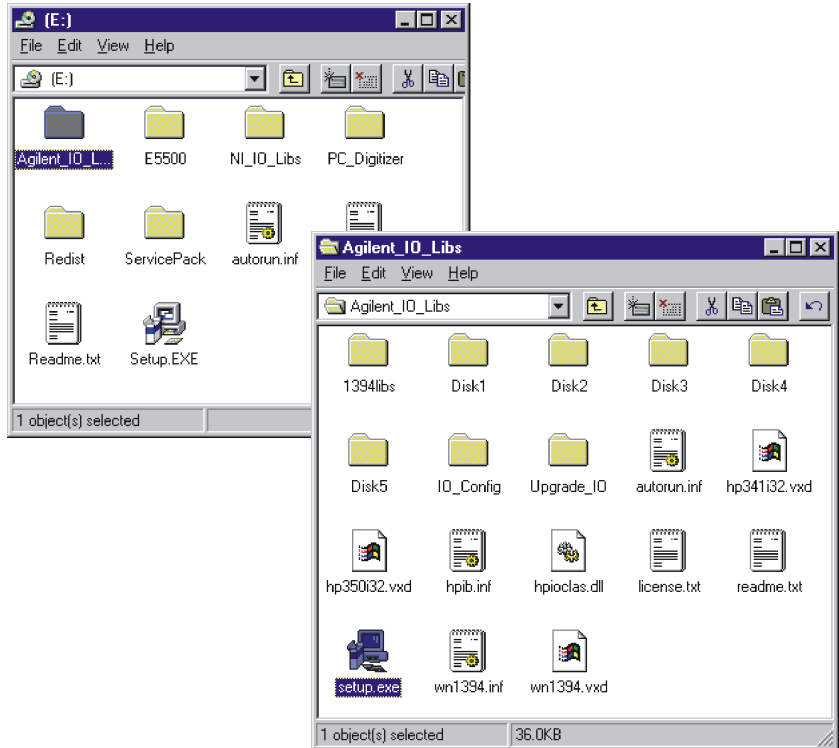 (E:)
File Edit View Help
(E:)
Agilent_IO_L... E5500 NI_IO_Libs PC_Digitizer
Redist ServicePack autorun.inf
Readme.txt Setup.EXE
1 object(s) selected
Agilent_IO_Libs
File Edit View Help
Agilent_IO_Libs
1394libs Disk1 Disk2 Disk3 Disk4
Disk5 IO_Config Upgrade_IO autorun.inf hp341i32.vxd
hp350i32.vxd hpib.inf hpioclas.dll license.txt readme.txt
setup.exe wn1394.inf wn1394.vxd
1 object(s) selected 36.0KB